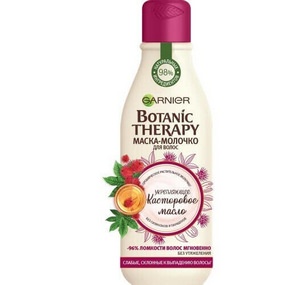 98%
GARNIER
BOTANIC
THERAPY
МАСКА-МОЛОЧКО
ДЛЯ ВОЛОС
УКРЕПЛЯЮЩЕЕ
Касторовое
масло
-96% ЛОМКОСТИ ВОЛОС МГНОВЕННО
БЕЗ УТЯЖЕЛЕНИЯ
СЛАБЫЕ, СКЛОННЫЕ К ВЫПАДЕНИЮ ВОЛОСЫ